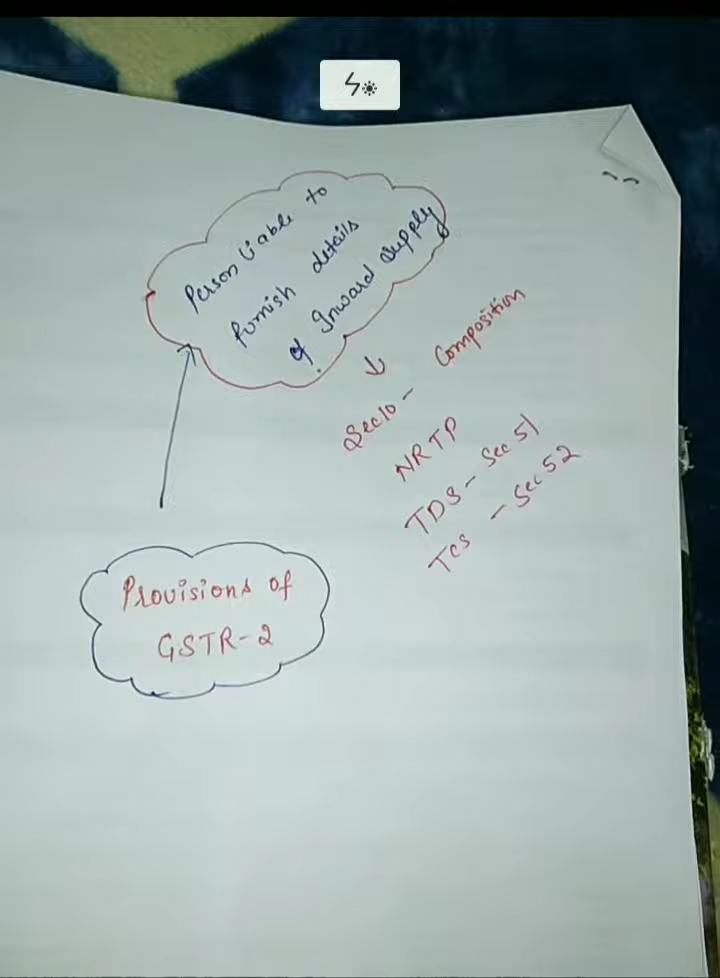 Person liable to
furnish details
of Inward supply
↓
Sec10 - Composition
NRTP
TDS - Sec 51
TCS - Sec 52
Provisions of
GSTR-2